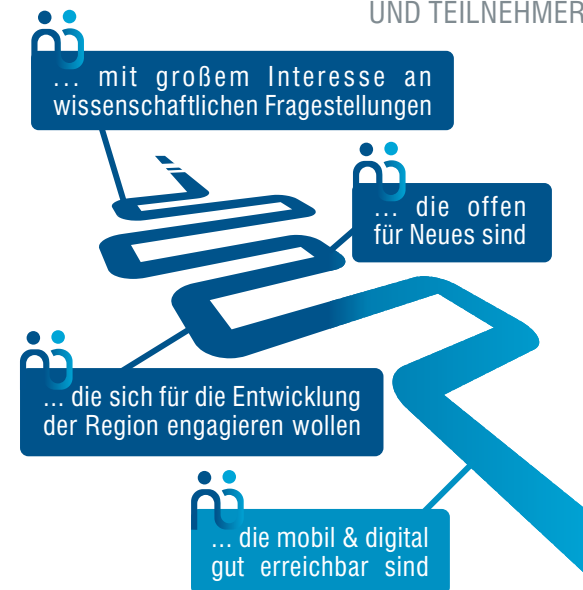 UND TEILNEHMER
... mit großem Interesse an
wissenschaftlichen Fragestellungen
... die offen
für Neues sind
... die sich für die Entwicklung
der Region engagieren wollen
... die mobil & digital
gut erreichbar sind